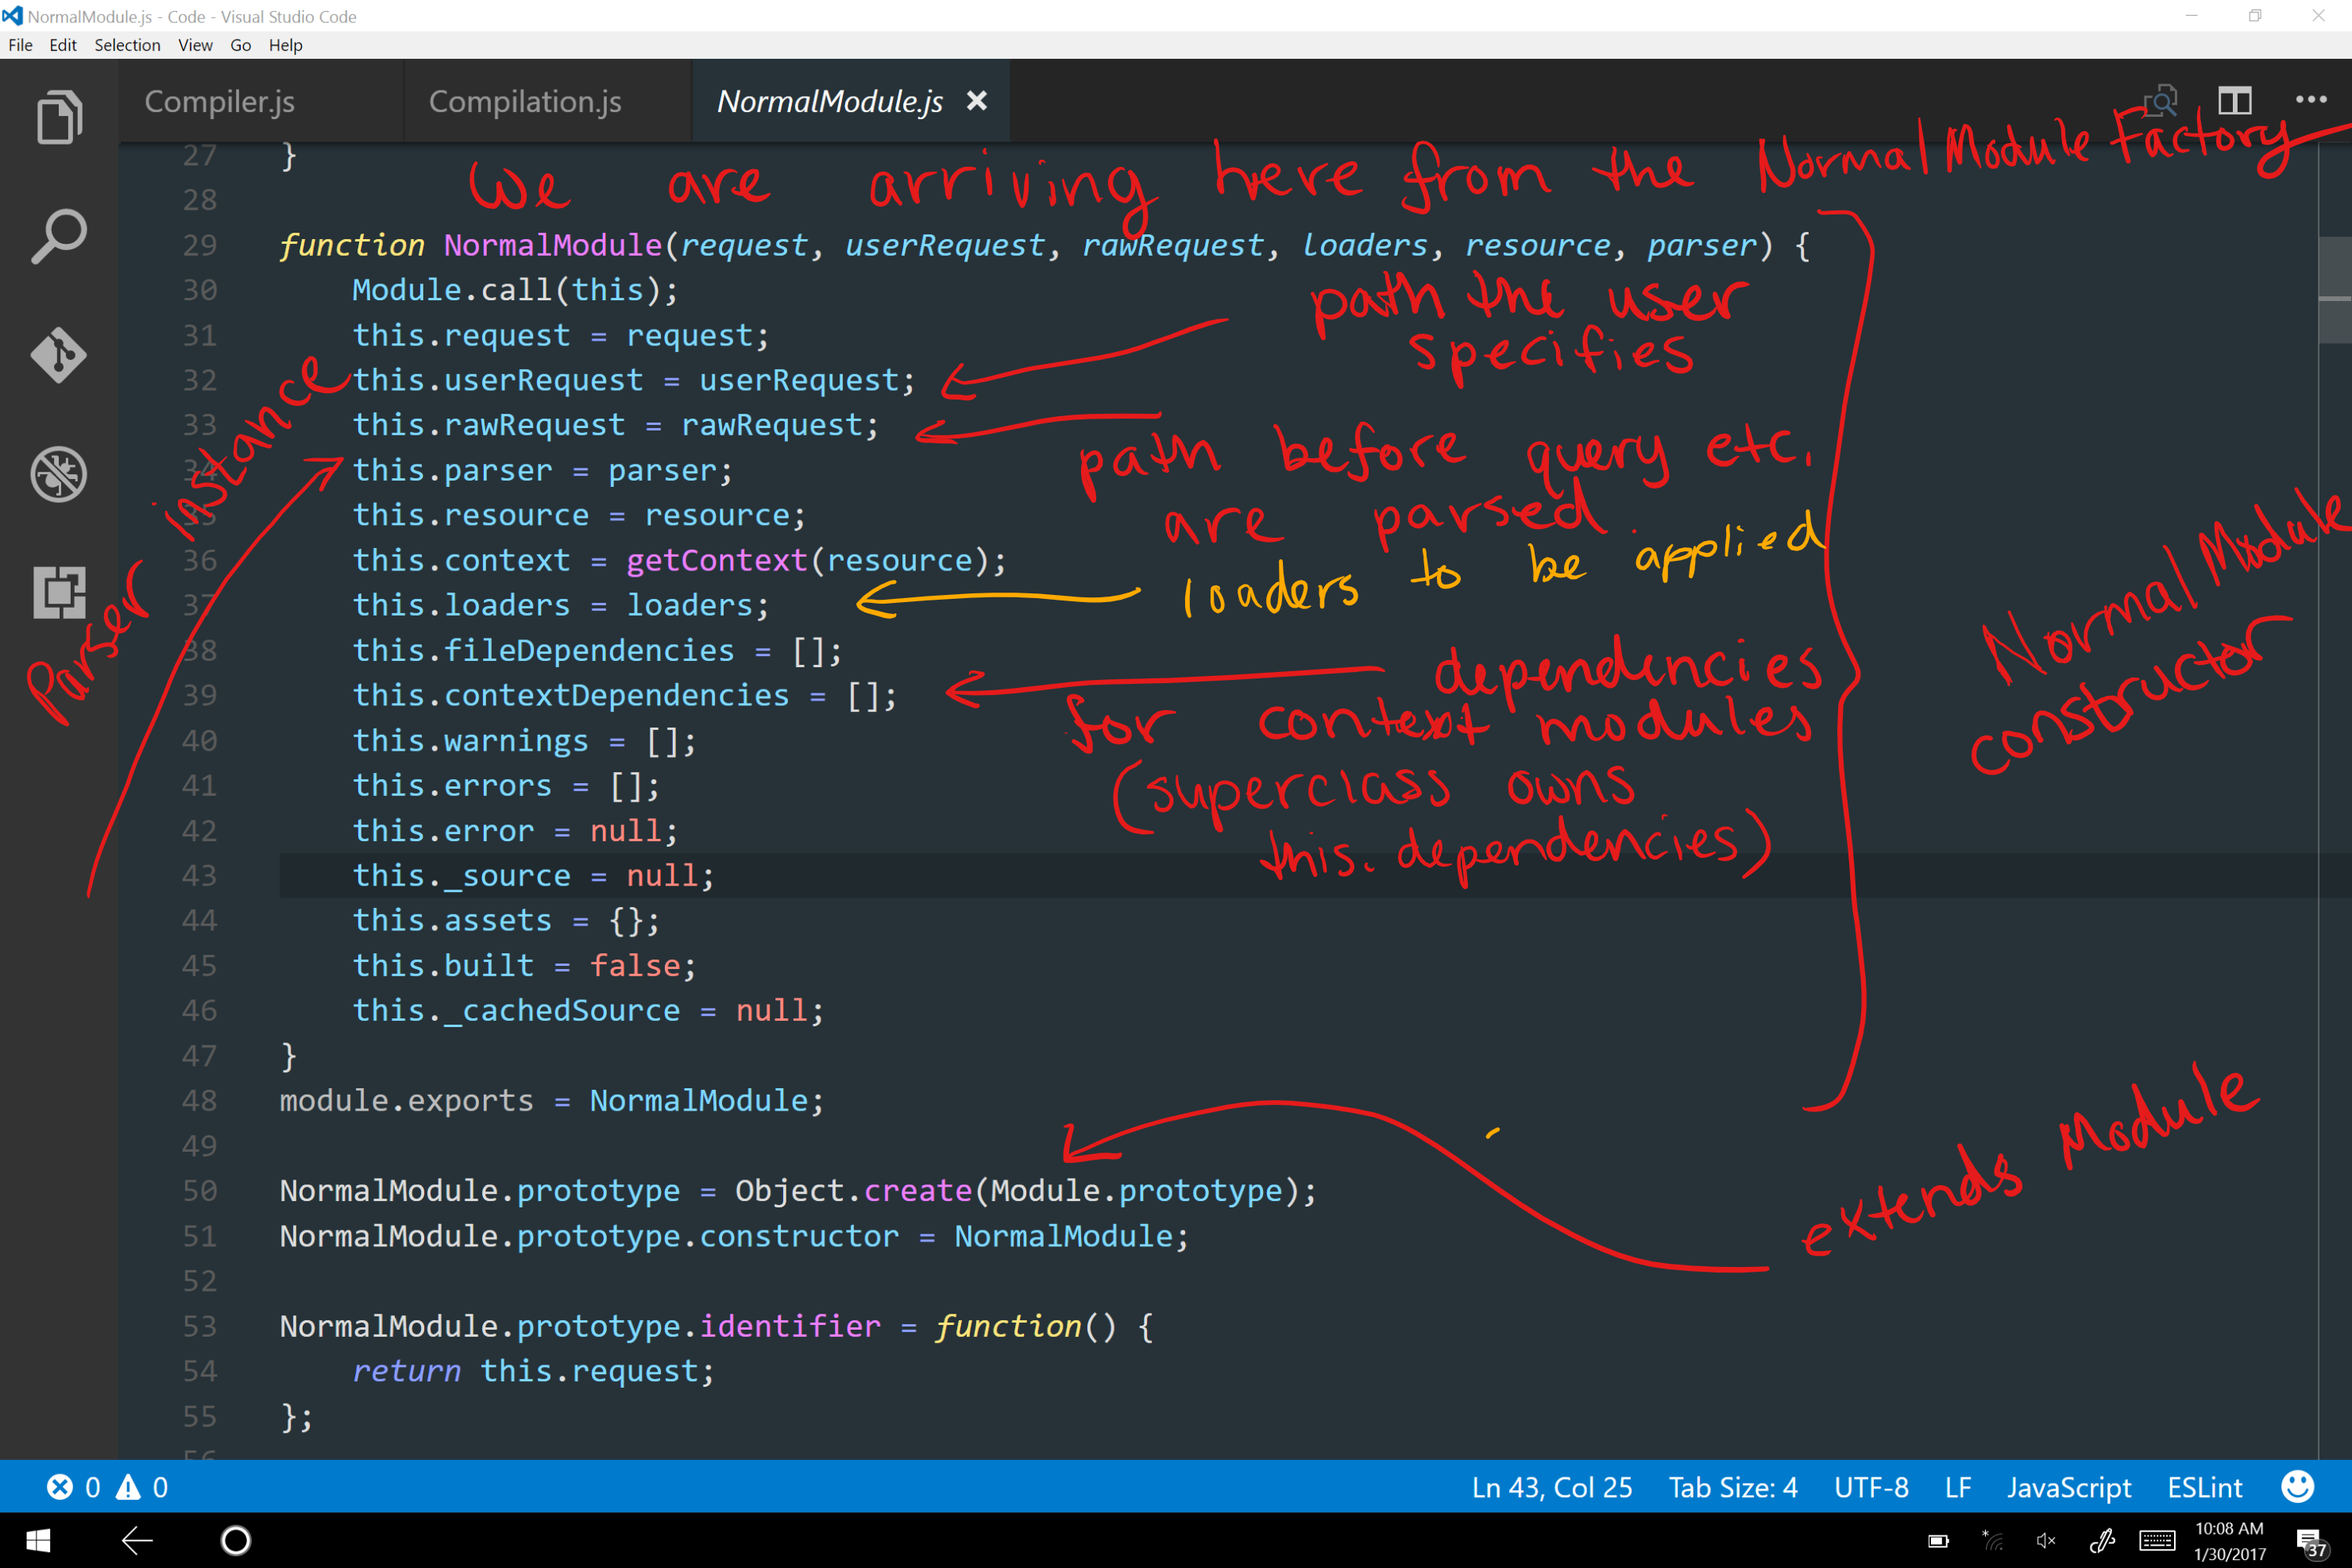 NormalModule.js - Code - Visual Studio Code
File Edit Selection View Go Help
Compiler.js Compilation.js NormalModule.js
We are arriving here from the NormalModuleFactory
27 }
28
29 function NormalModule(request, userRequest, rawRequest, loaders, resource, parser) {
30 Module.call(this);
31 this.request = request;
32 this.userRequest = userRequest;
33 this.rawRequest = rawRequest;
34 this.parser = parser;
35 this.resource = resource;
36 this.context = getContext(resource);
37 this.loaders = loaders;
38 this.fileDependencies = [];
39 this.contextDependencies = [];
40 this.warnings = [];
41 this.errors = [];
42 this.error = null;
43 this._source = null;
44 this.assets = {};
45 this.built = false;
46 this._cachedSource = null;
47 }
48 module.exports = NormalModule;
49
50 NormalModule.prototype = Object.create(Module.prototype);
51 NormalModule.prototype.constructor = NormalModule;
52
53 NormalModule.prototype.identifier = function() {
54 return this.request;
55 };
56
path the user
specifies
path before query etc.
are parsed.
loaders to be applied
dependencies
for context modules
(superclass owns
this.dependencies)
Parser instance
NormalModule
constructor
extends Module
0 0 Ln 43, Col 25 Tab Size: 4 UTF-8 LF JavaScript ESLint
10:08 AM
1/30/2017
37